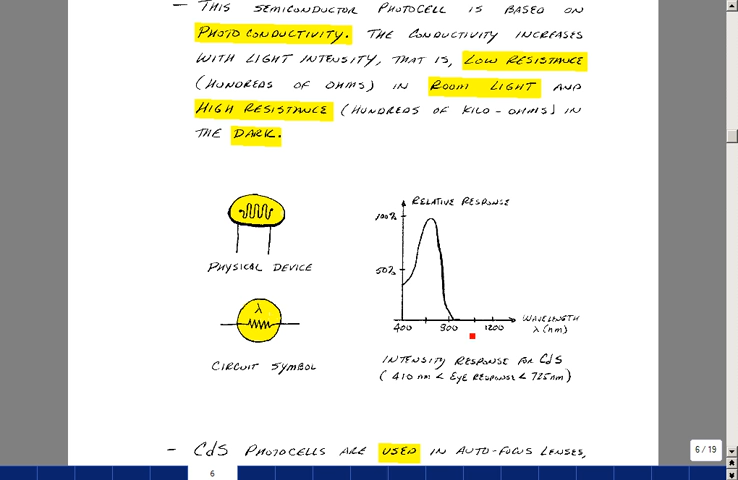 - THIS SEMICONDUCTOR PHOTOCELL IS BASED ON
PHOTO CONDUCTIVITY. THE CONDUCTIVITY INCREASES
WITH LIGHT INTENSITY, THAT IS, LOW RESISTANCE
(HUNDREDS OF OHMS) IN ROOM LIGHT AND
HIGH RESISTANCE (HUNDREDS OF KILO-OHMS) IN
THE DARK.
RELATIVE RESPONSE
100%
50%
PHYSICAL DEVICE
λ
400 800 1200
WAVELENGTH
λ (nm)
CIRCUIT SYMBOL
INTENSITY RESPONSE FOR CdS
( 410 nm < EYE RESPONSE < 725 nm )
- CdS PHOTOCELLS ARE USED IN AUTO-FOCUS LENSES,
6 / 19
6